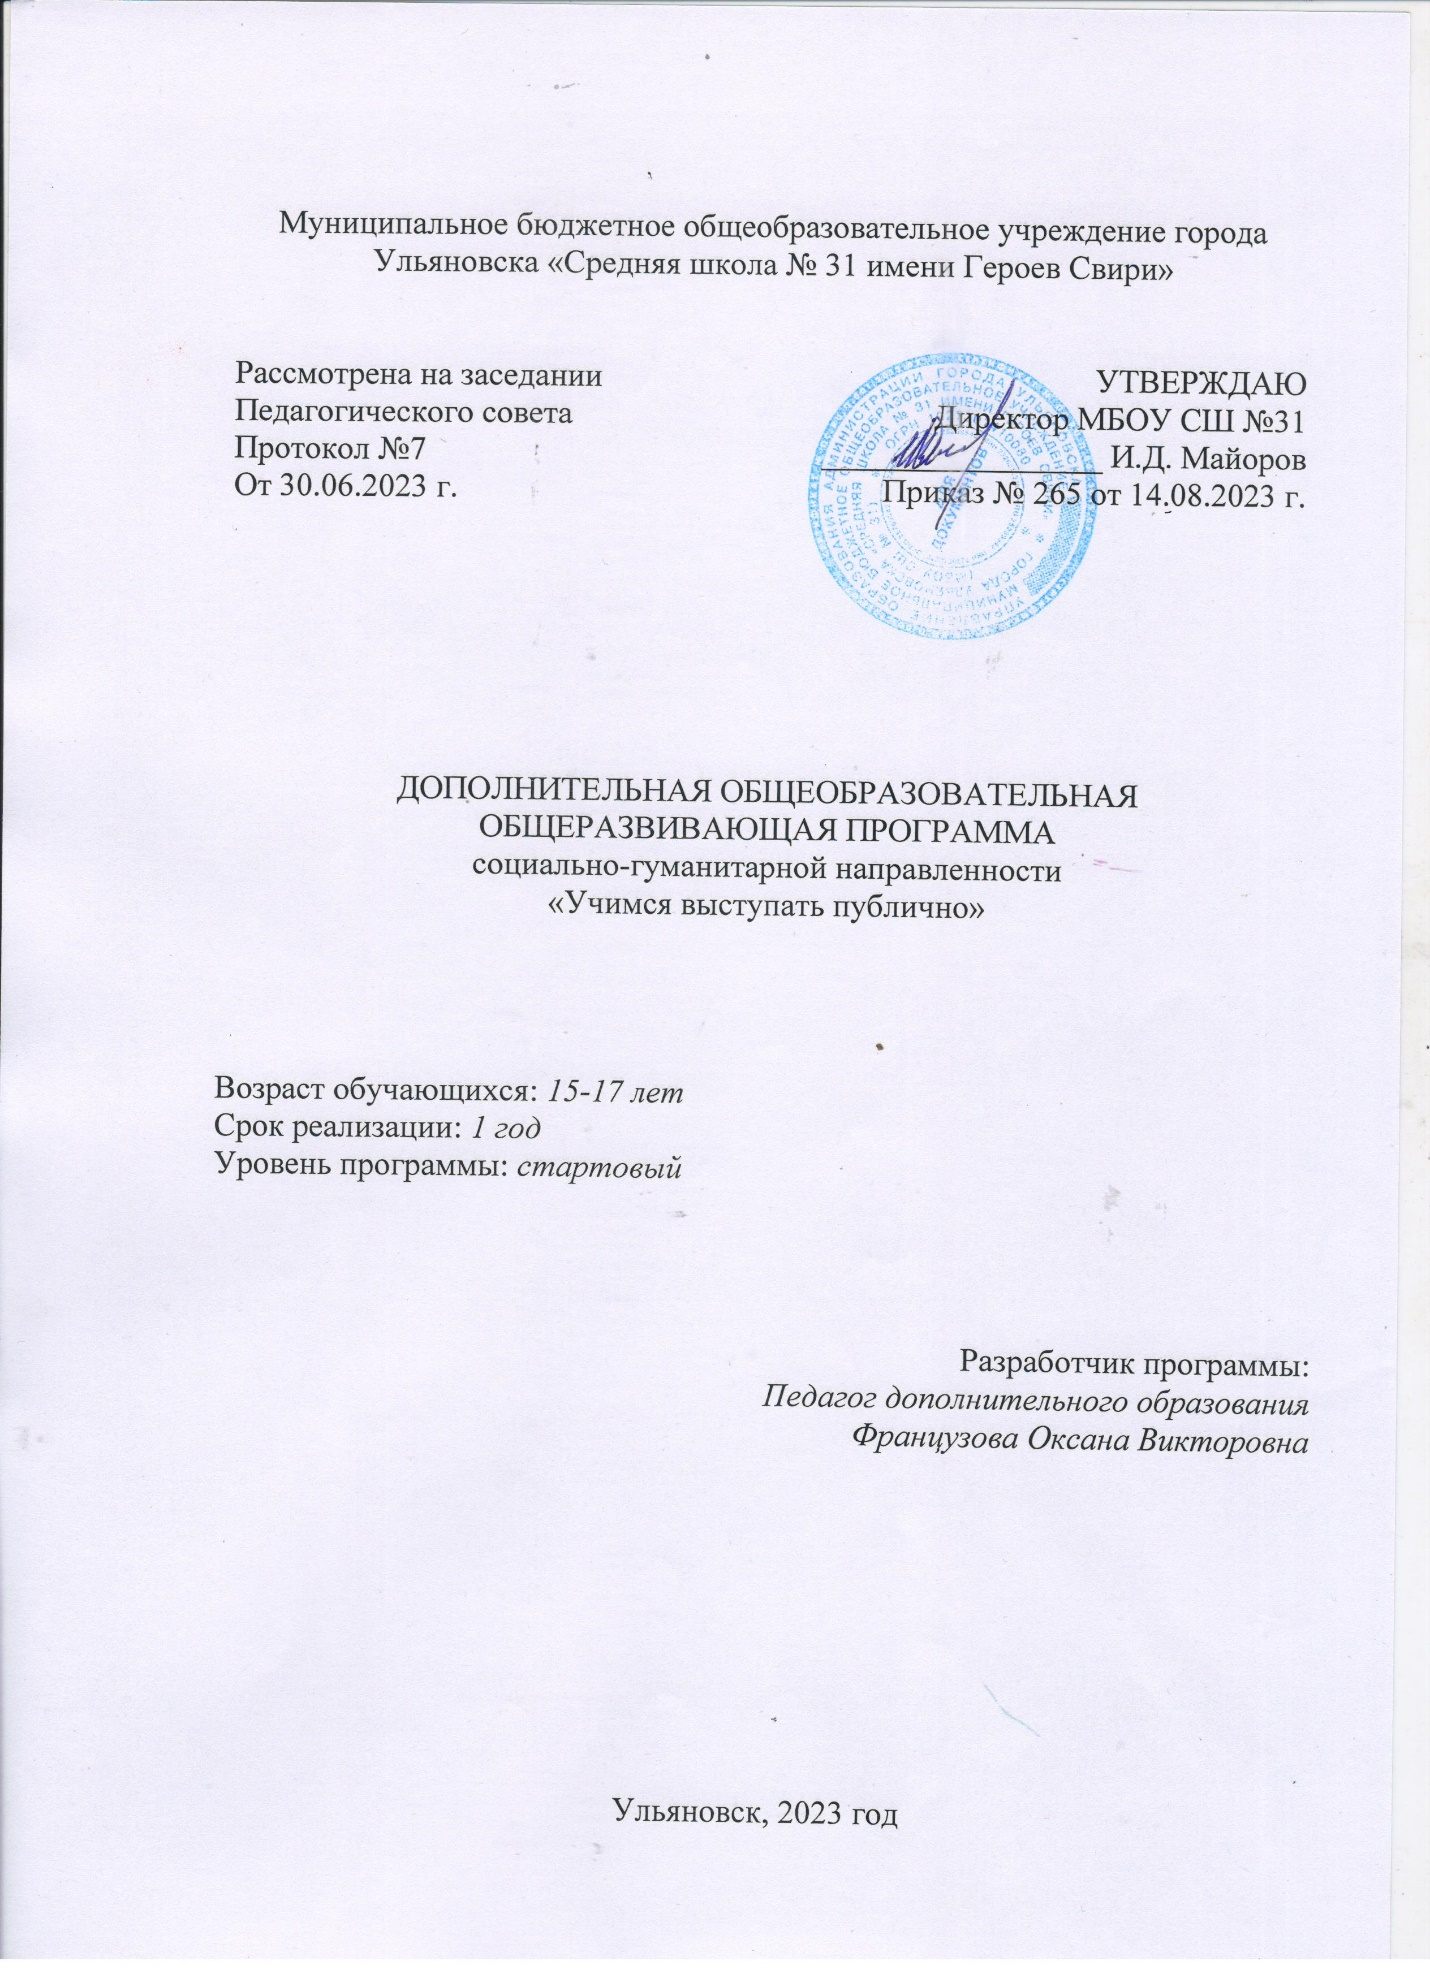 Муниципальное бюджетное общеобразовательное учреждение города
Ульяновска «Средняя школа № 31 имени Героев Свири»
Рассмотрена на заседании
Педагогического совета
Протокол №7
От 30.06.2023 г.
УТВЕРЖДАЮ
Директор МБОУ СШ №31
И.Д. Майоров
Приказ № 265 от 14.08.2023 г.
ДЛЯ
ДОКУМЕНТОВ
ДОПОЛНИТЕЛЬНАЯ ОБЩЕОБРАЗОВАТЕЛЬНАЯ
ОБЩЕРАЗВИВАЮЩАЯ ПРОГРАММА
социально-гуманитарной направленности
«Учимся выступать публично»
Возраст обучающихся: 15-17 лет
Срок реализации: 1 год
Уровень программы: стартовый
Разработчик программы:
Педагог дополнительного образования
Французова Оксана Викторовна
Ульяновск, 2023 год